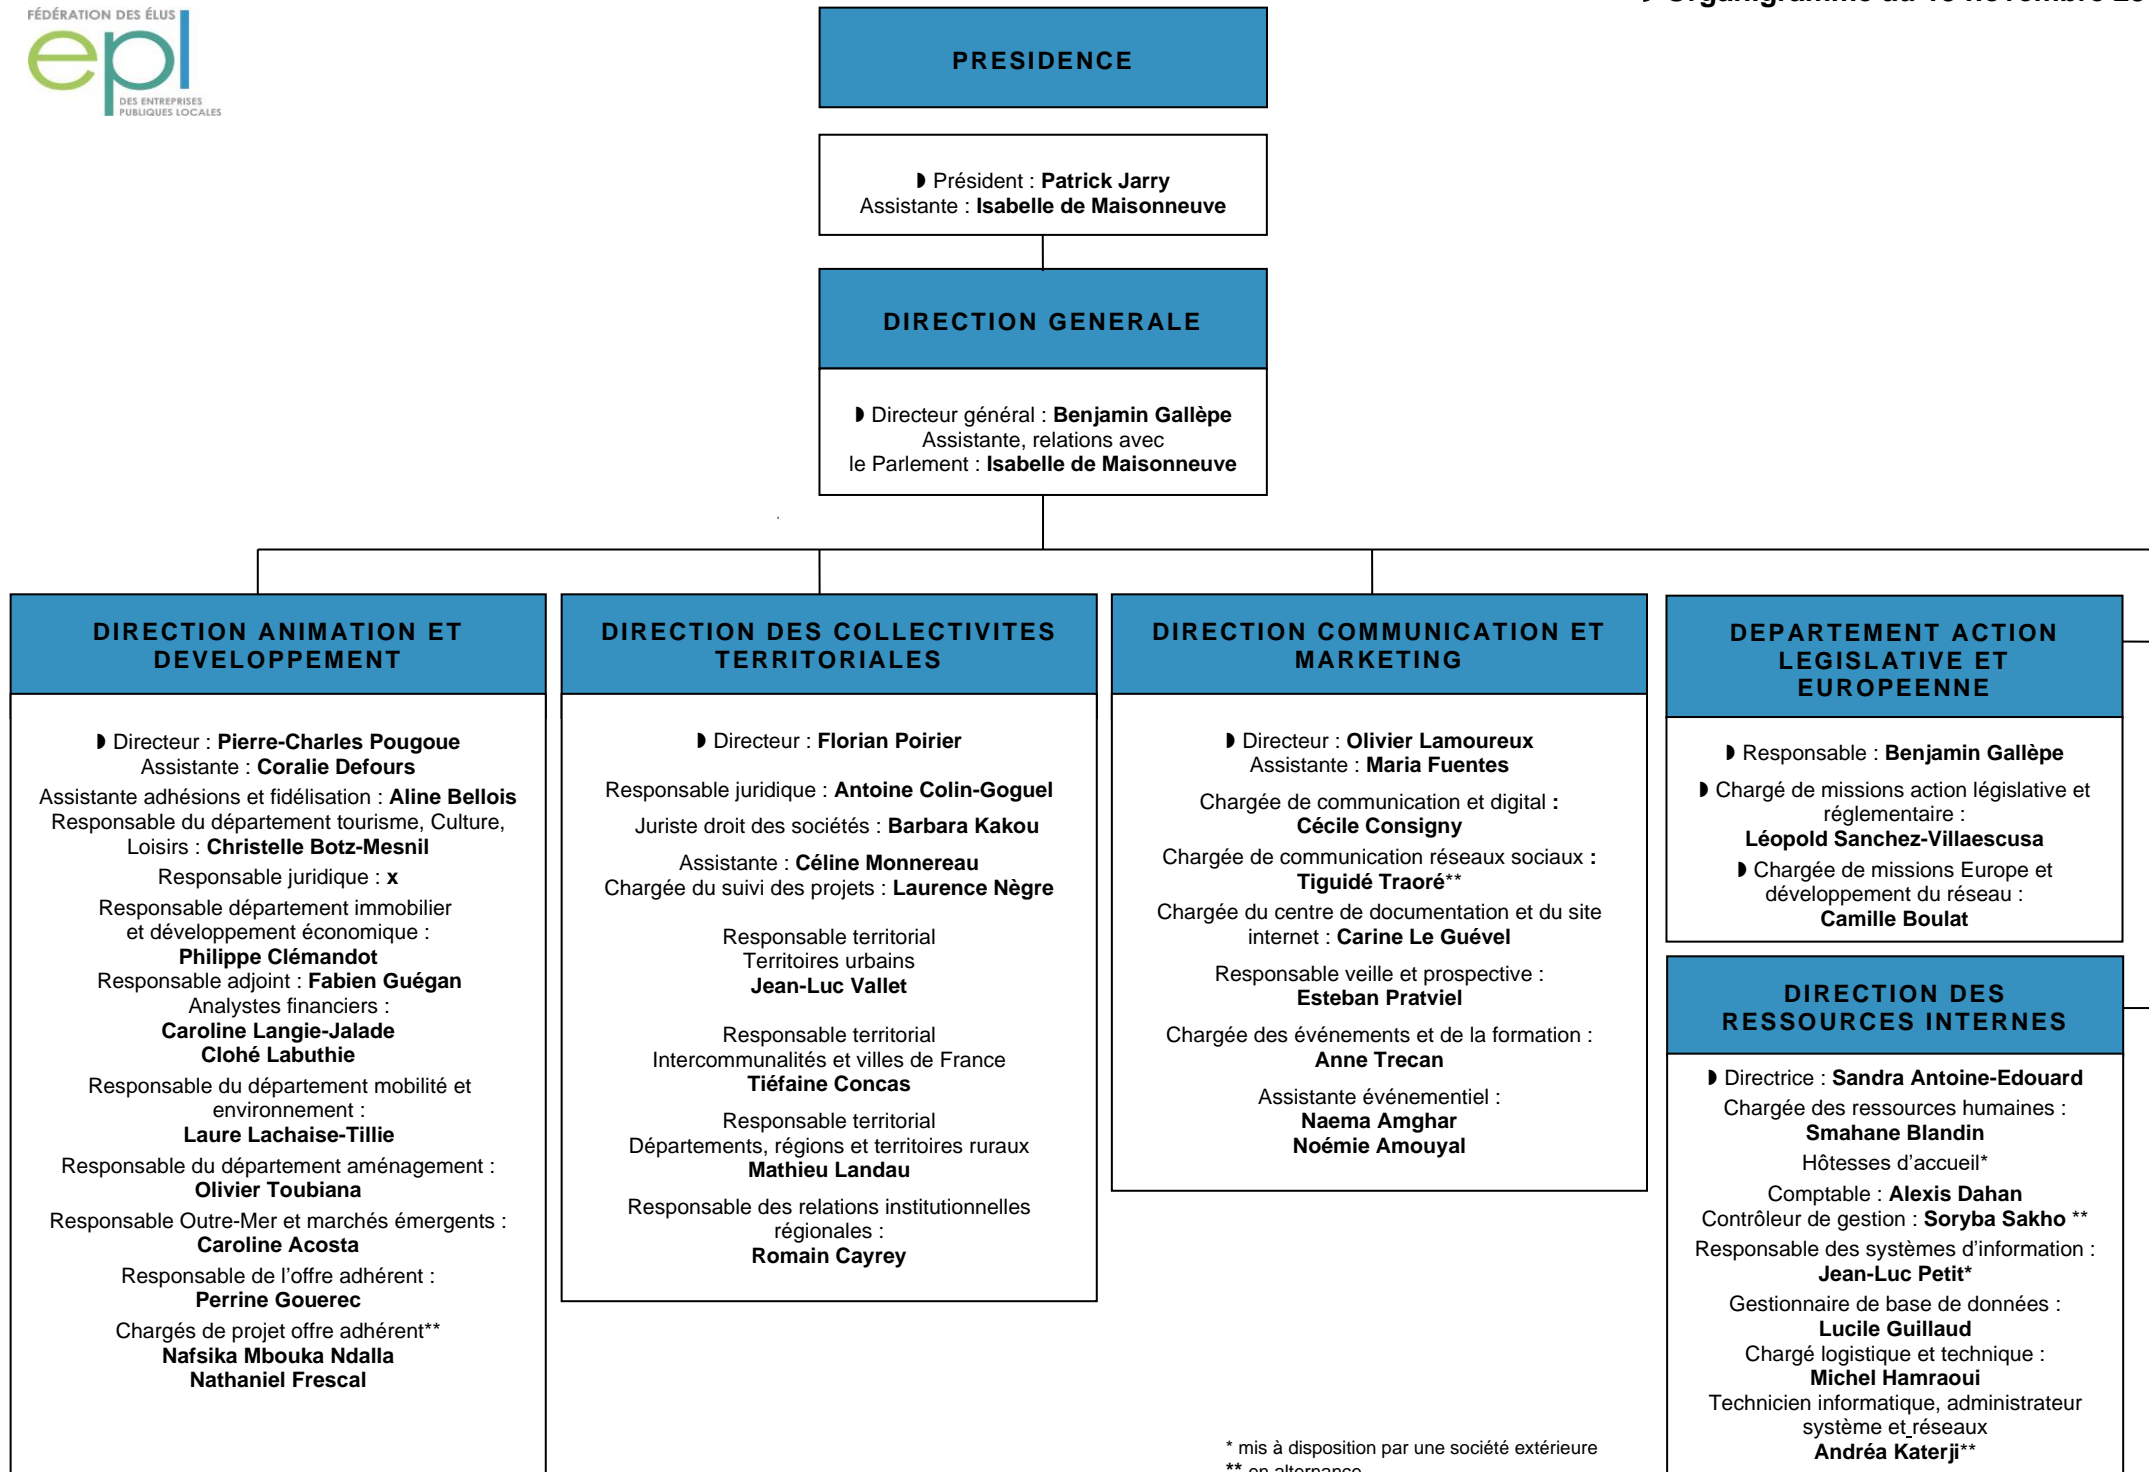 FÉDÉRATION DES ÉLUS
epl
DES ENTREPRISES
PUBLIQUES LOCALES
PRESIDENCE
◗ Président : Patrick Jarry
Assistante : Isabelle de Maisonneuve
DIRECTION GENERALE
◗ Directeur général : Benjamin Gallèpe
Assistante, relations avec
le Parlement : Isabelle de Maisonneuve
DIRECTION ANIMATION ET
DEVELOPPEMENT
◗ Directeur : Pierre-Charles Pougoue
Assistante : Coralie Defours
Assistante adhésions et fidélisation : Aline Bellois
Responsable du département tourisme, Culture,
Loisirs : Christelle Botz-Mesnil
Responsable juridique : x
Responsable département immobilier
et développement économique :
Philippe Clémandot
Responsable adjoint : Fabien Guégan
Analystes financiers :
Caroline Langie-Jalade
Clohé Labuthie
Responsable du département mobilité et
environnement :
Laure Lachaise-Tillie
Responsable du département aménagement :
Olivier Toubiana
Responsable Outre-Mer et marchés émergents :
Caroline Acosta
Responsable de l'offre adhérent :
Perrine Gouerec
Chargés de projet offre adhérent**
Nafsika Mbouka Ndalla
Nathaniel Frescal
DIRECTION DES COLLECTIVITES
TERRITORIALES
◗ Directeur : Florian Poirier
Responsable juridique : Antoine Colin-Goguel
Juriste droit des sociétés : Barbara Kakou
Assistante : Céline Monnereau
Chargée du suivi des projets : Laurence Nègre
Responsable territorial
Territoires urbains
Jean-Luc Vallet
Responsable territorial
Intercommunalités et villes de France
Tiéfaine Concas
Responsable territorial
Départements, régions et territoires ruraux
Mathieu Landau
Responsable des relations institutionnelles
régionales :
Romain Cayrey
DIRECTION COMMUNICATION ET
MARKETING
◗ Directeur : Olivier Lamoureux
Assistante : Maria Fuentes
Chargée de communication et digital :
Cécile Consigny
Chargée de communication réseaux sociaux :
Tiguidé Traoré**
Chargée du centre de documentation et du site
internet : Carine Le Guével
Responsable veille et prospective :
Esteban Pratviel
Chargée des événements et de la formation :
Anne Trecan
Assistante événementiel :
Naema Amghar
Noémie Amouyal
DEPARTEMENT ACTION
LEGISLATIVE ET
EUROPEENNE
◗ Responsable : Benjamin Gallèpe
◗ Chargé de missions action législative et
réglementaire :
Léopold Sanchez-Villaescusa
◗ Chargée de missions Europe et
développement du réseau :
Camille Boulat
DIRECTION DES
RESSOURCES INTERNES
◗ Directrice : Sandra Antoine-Edouard
Chargée des ressources humaines :
Smahane Blandin
Hôtesses d'accueil*
Comptable : Alexis Dahan
Contrôleur de gestion : Soryba Sakho **
Responsable des systèmes d'information :
Jean-Luc Petit*
Gestionnaire de base de données :
Lucile Guillaud
Chargé logistique et technique :
Michel Hamraoui
Technicien informatique, administrateur
système et réseaux
Andréa Katerji**
* mis à disposition par une société extérieure
** en alternance